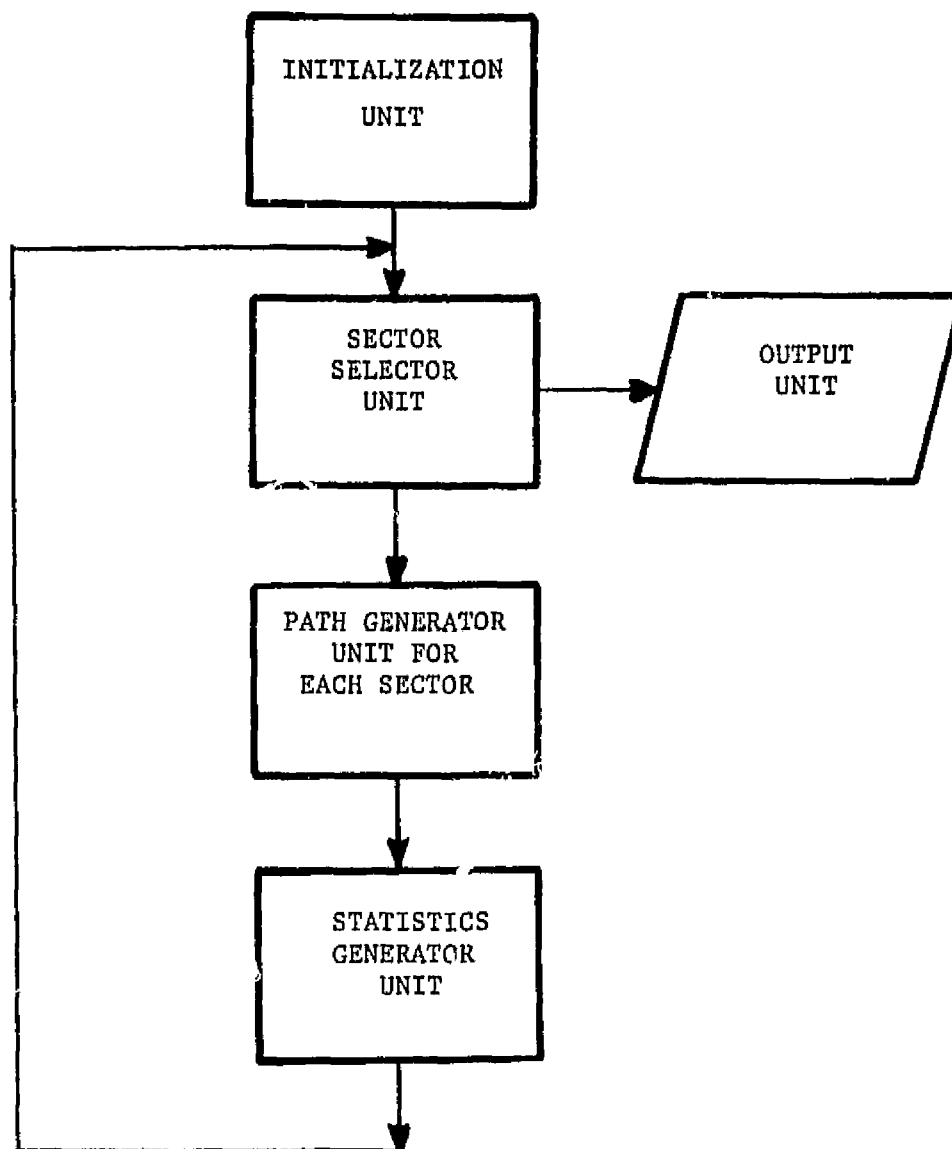 INITIALIZATION
UNIT
SECTOR
SELECTOR
UNIT
OUTPUT
UNIT
PATH GENERATOR
UNIT FOR
EACH SECTOR
STATISTICS
GENERATOR
UNIT